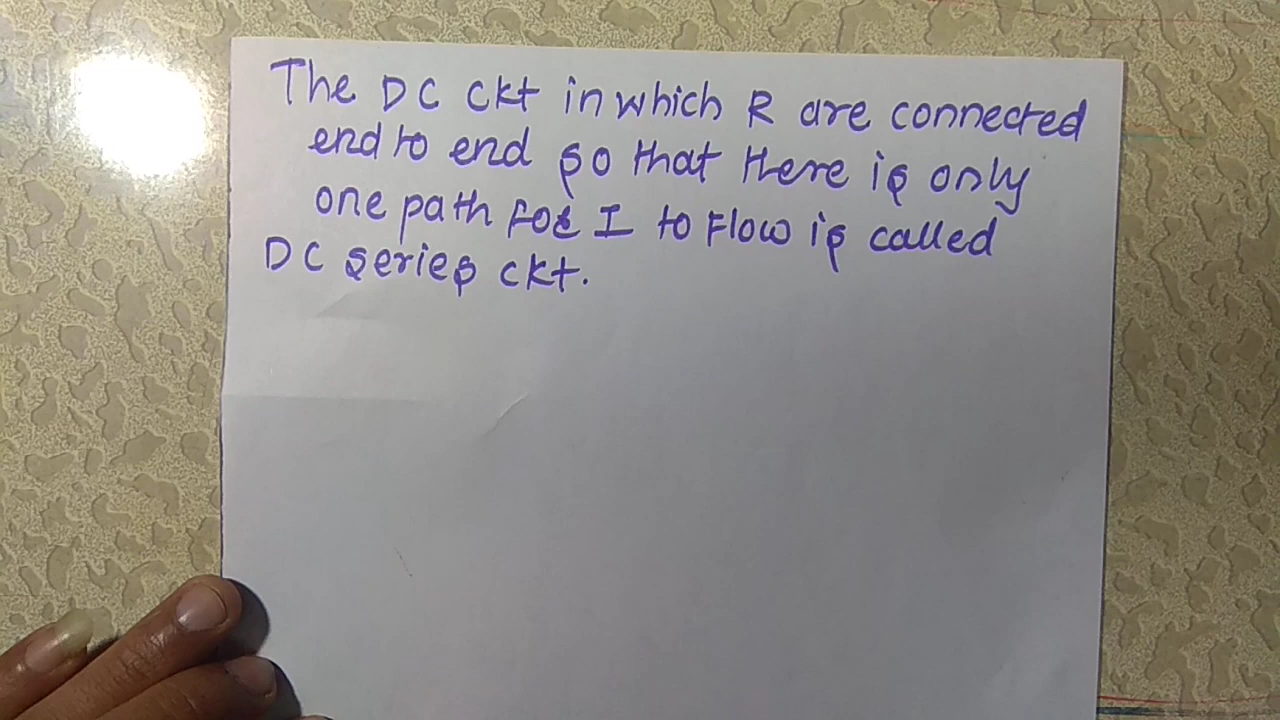 The DC ckt in which R are connected
end to end so that there is only
one path for I to flow is called
DC series ckt.